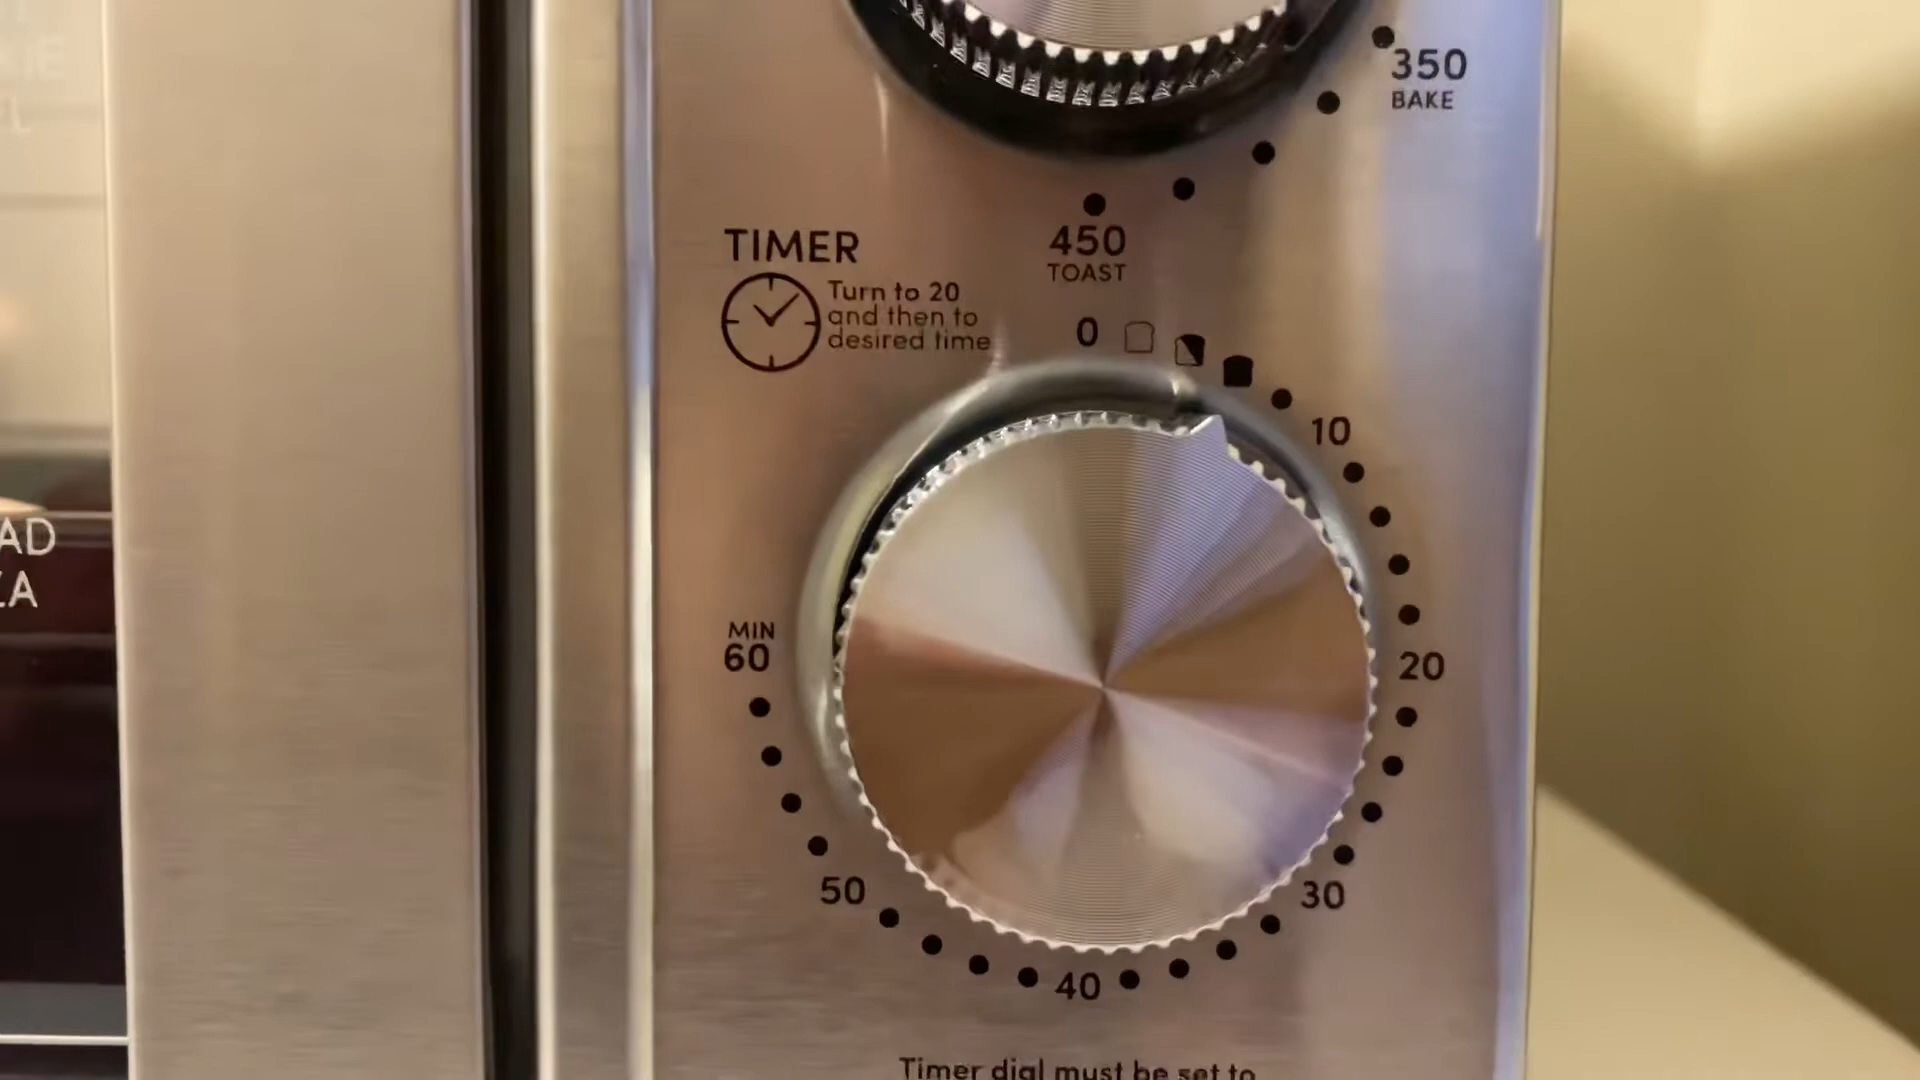 350
BAKE
450
TOAST
TIMER
Turn to 20
and then to
desired time
0
10
20
30
40
50
MIN
60
Timer dial must be set to
AD
ZA